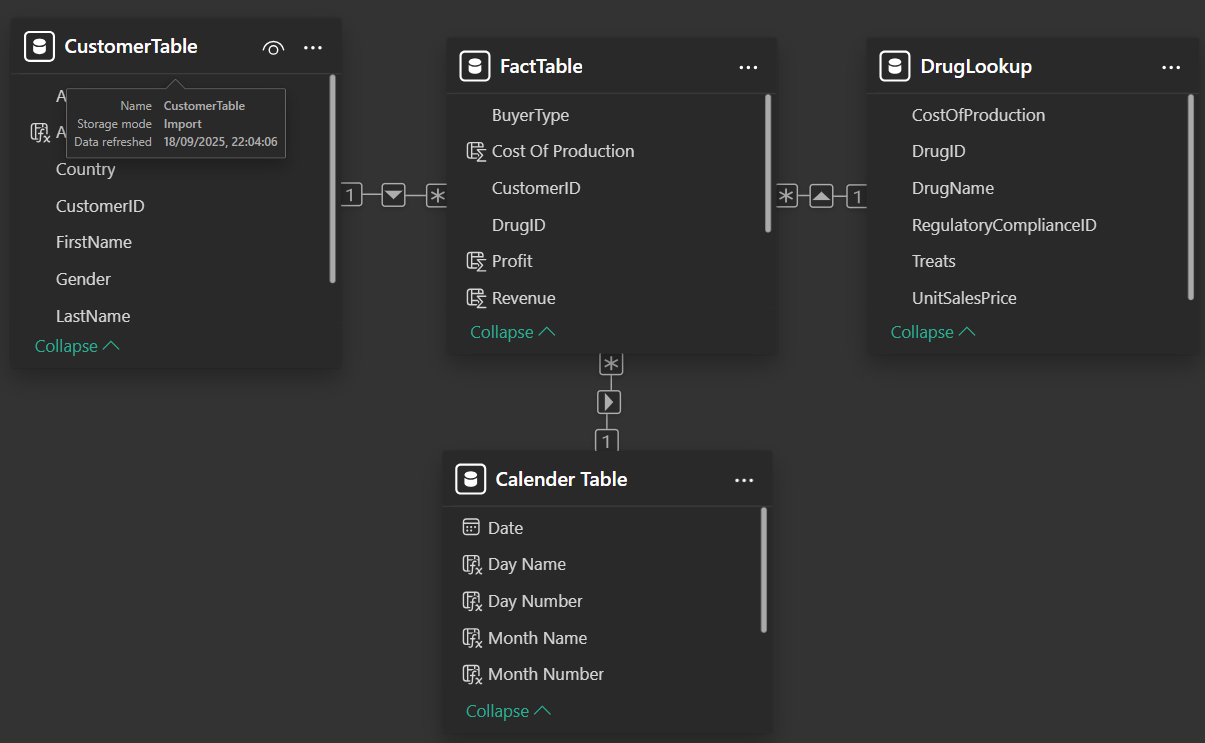 CustomerTable
A
Name CustomerTable
Storage mode Import
A
Data refreshed 18/09/2025, 22:04:06
Country
CustomerID
FirstName
Gender
LastName
Collapse
1
*
FactTable
BuyerType
Cost Of Production
CustomerID
DrugID
Profit
Revenue
Collapse
*
1
DrugLookup
CostOfProduction
DrugID
DrugName
RegulatoryComplianceID
Treats
UnitSalesPrice
Collapse
*
1
Calender Table
Date
Day Name
Day Number
Month Name
Month Number
Collapse